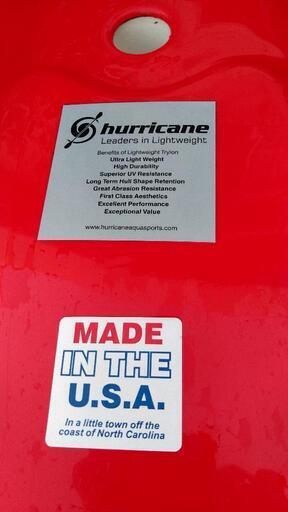 hurricane
Leaders in Lightweight
Benefits of Lightweight Trylon
Ultra Light Weight
High Durability
Superior UV Resistance
Long Term Hull Shape Retention
Great Abrasion Resistance
First Class Aesthetics
Excellent Performance
Exceptional Value
www.hurricaneaquasports.com
MADE
IN THE
U.S.A.
In a little town off the
coast of North Carolina